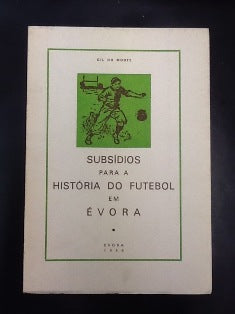 GIL DO MONTE
SUBSÍDIOS
PARA A
HISTÓRIA DO FUTEBOL
EM
ÉVORA
ÉVORA